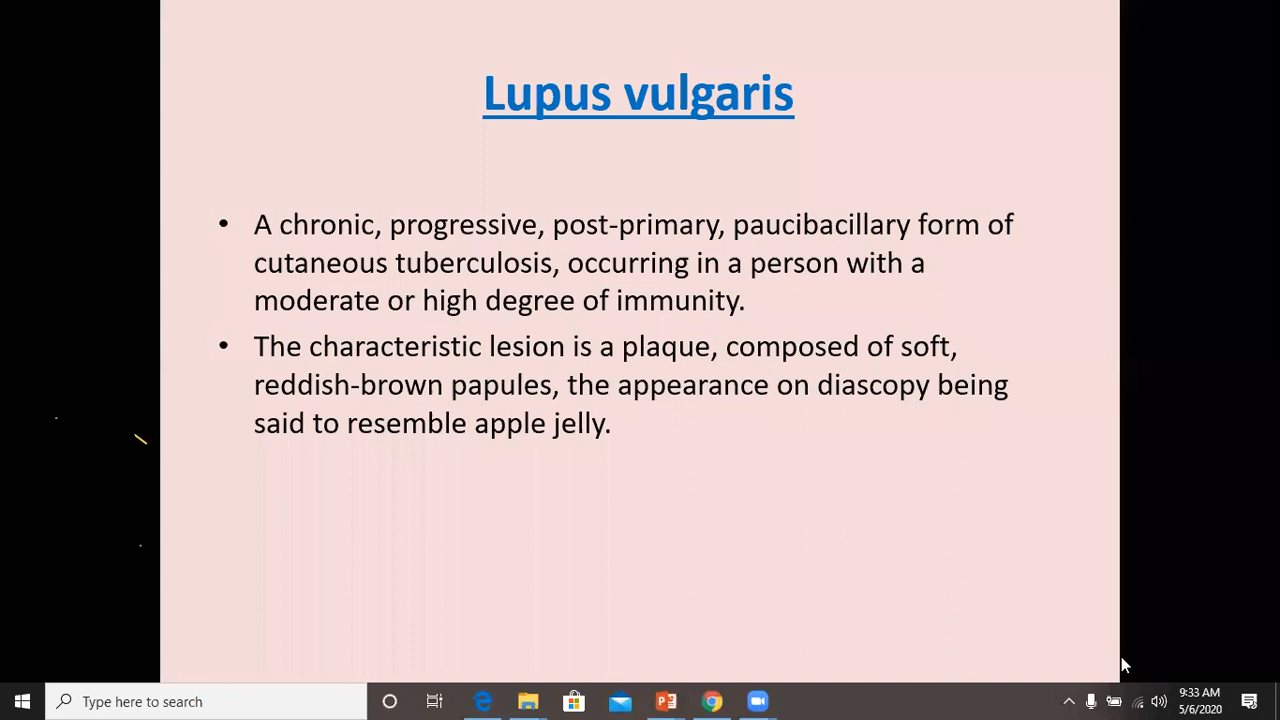 Lupus vulgaris
• A chronic, progressive, post-primary, paucibacillary form of
cutaneous tuberculosis, occurring in a person with a
moderate or high degree of immunity.
• The characteristic lesion is a plaque, composed of soft,
reddish-brown papules, the appearance on diascopy being
said to resemble apple jelly.
Type here to search
9:33 AM
5/6/2020